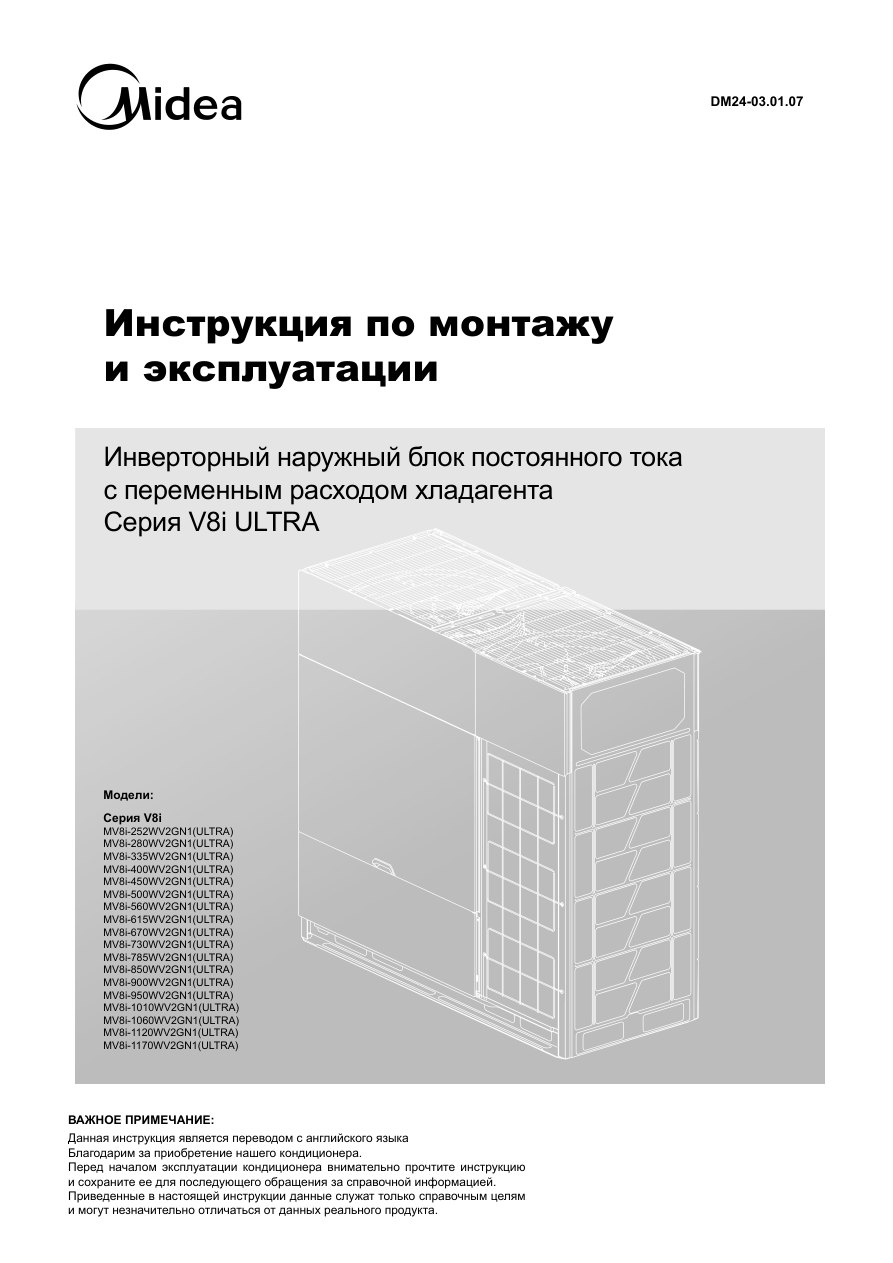 Midea
DM24-03.01.07
Инструкция по монтажу
и эксплуатации
Инверторный наружный блок постоянного тока
с переменным расходом хладагента
Серия V8i ULTRA
Модели:
Серия V8i
MV8i-252WV2GN1(ULTRA)
MV8i-280WV2GN1(ULTRA)
MV8i-335WV2GN1(ULTRA)
MV8i-400WV2GN1(ULTRA)
MV8i-450WV2GN1(ULTRA)
MV8i-500WV2GN1(ULTRA)
MV8i-560WV2GN1(ULTRA)
MV8i-615WV2GN1(ULTRA)
MV8i-670WV2GN1(ULTRA)
MV8i-730WV2GN1(ULTRA)
MV8i-785WV2GN1(ULTRA)
MV8i-850WV2GN1(ULTRA)
MV8i-900WV2GN1(ULTRA)
MV8i-950WV2GN1(ULTRA)
MV8i-1010WV2GN1(ULTRA)
MV8i-1060WV2GN1(ULTRA)
MV8i-1120WV2GN1(ULTRA)
MV8i-1170WV2GN1(ULTRA)
ВАЖНОЕ ПРИМЕЧАНИЕ:
Данная инструкция является переводом с английского языка
Благодарим за приобретение нашего кондиционера.
Перед началом эксплуатации кондиционера внимательно прочтите инструкцию
и сохраните ее для последующего обращения за справочной информацией.
Приведенные в настоящей инструкции данные служат только справочным целям
и могут незначительно отличаться от данных реального продукта.